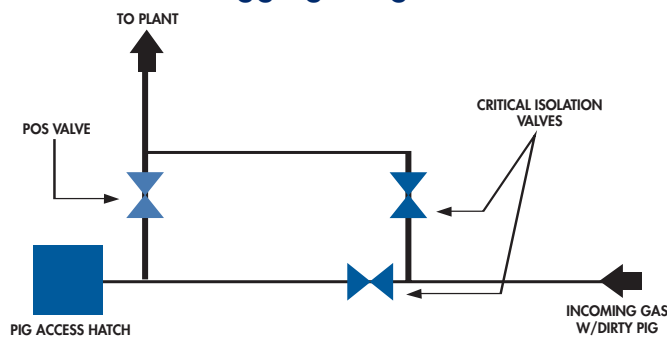 TO PLANT
CRITICAL ISOLATION
VALVES
POS VALVE
PIG ACCESS HATCH
INCOMING GAS
W/DIRTY PIG